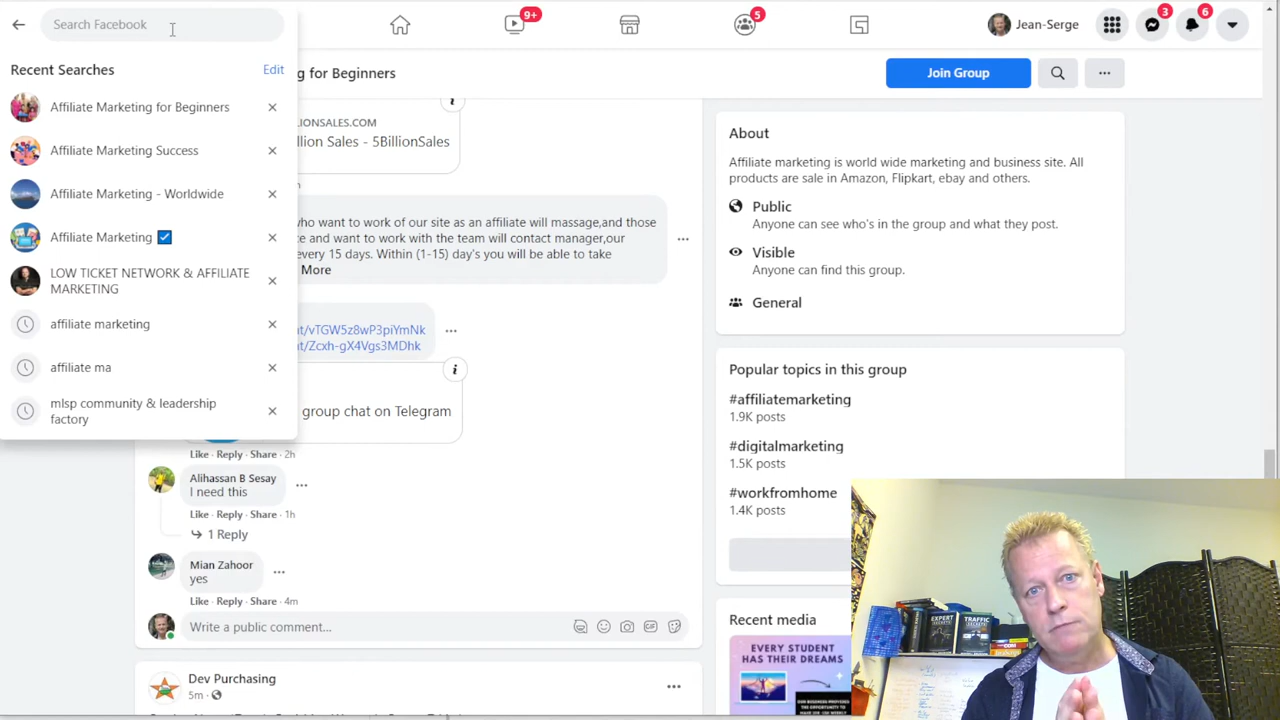 Search Facebook
9+
5
Jean-Serge
3
6
Recent Searches
Edit
Affiliate Marketing for Beginners
Affiliate Marketing Success
Affiliate Marketing - Worldwide
Affiliate Marketing
LOW TICKET NETWORK & AFFILIATE
MARKETING
affiliate marketing
affiliate ma
mlsp community & leadership
factory
g for Beginners
Join Group
LIONSALES.COM
llion Sales - 5BillionSales
who want to work of our site as an affiliate will massage,and those
and want to work with the team will contact manager,our
every 15 days. Within (1-15) day's you will be able to take
More
nt/vTGW5z8wP3piYmNk
nt/Zcxh-gX4Vgs3MDhk
group chat on Telegram
Like · Reply · Share · 2h
Alihassan B Sesay
I need this
Like · Reply · Share · 1h
1 Reply
Mian Zahoor
yes
Like · Reply · Share · 4m
Write a public comment...
GIF
Dev Purchasing
5m
About
Affiliate marketing is world wide marketing and business site. All
products are sale in Amazon, Flipkart, ebay and others.
Public
Anyone can see who's in the group and what they post.
Visible
Anyone can find this group.
General
Popular topics in this group
#affiliatemarketing
1.9K posts
#digitalmarketing
1.5K posts
#workfromhome
1.4K posts
Recent media
EVERY STUDENT
HAS THEIR DREAMS
EXPERT
SECRETS
TRAFFIC
SECRETS